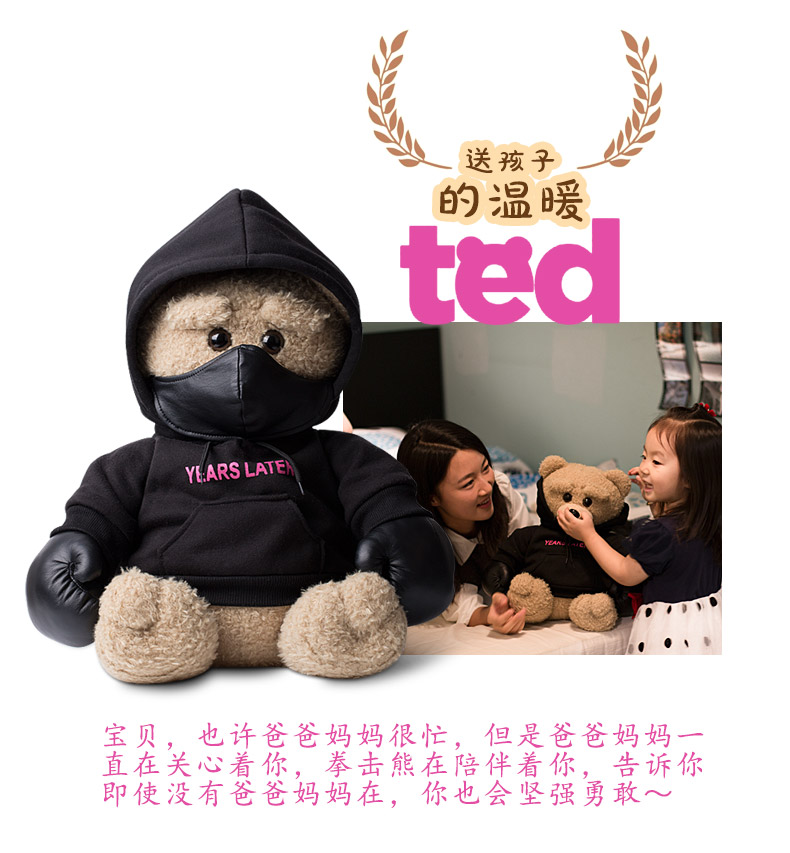 送孩子
的温暖
ted
YEARS LATER
YEARS LATER
宝贝，也许爸爸妈妈很忙，但是爸爸妈妈一
直在关心着你，拳击熊在陪伴着你，告诉你
即使没有爸爸妈妈在，你也会坚强勇敢～